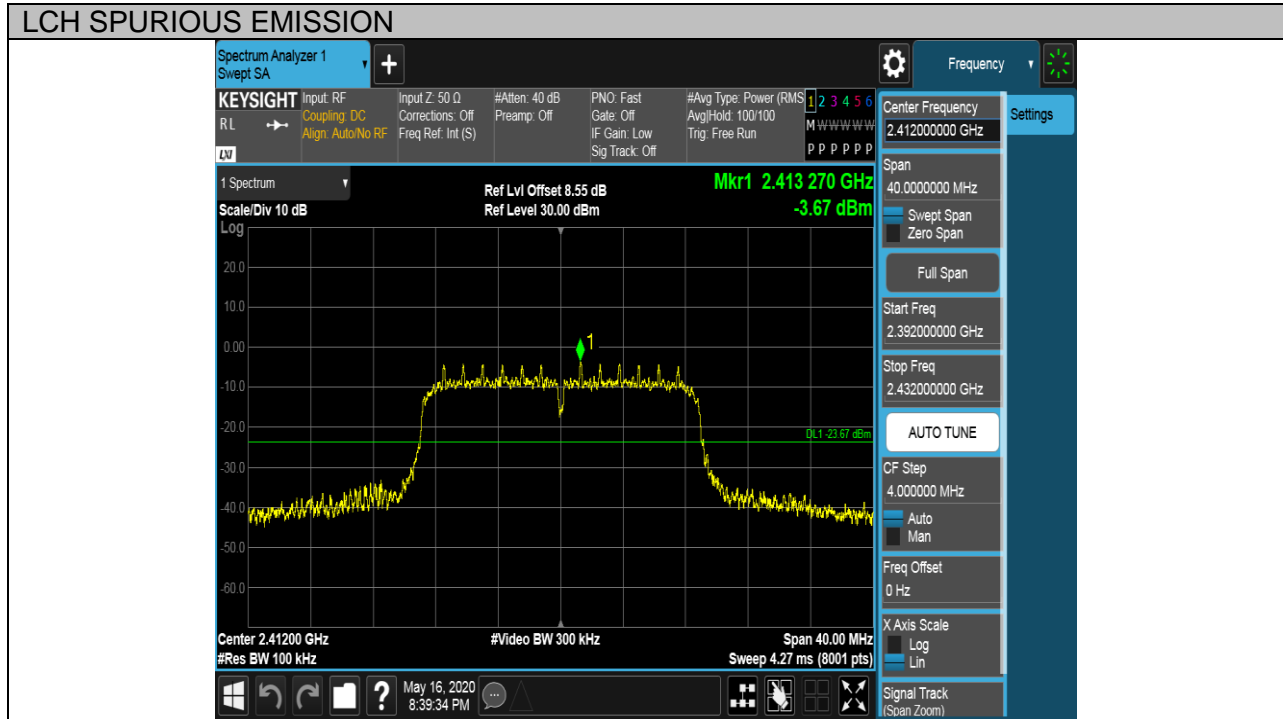 LCH SPURIOUS EMISSION
Spectrum Analyzer 1
Swept SA
+
Frequency
KEYSIGHT
RL
LXI
Input: RF
Coupling: DC
Align: Auto/No RF
Input Z: 50 Ω
Corrections: Off
Freq Ref: Int (S)
#Atten: 40 dB
Preamp: Off
PNO: Fast
Gate: Off
IF Gain: Low
Sig Track: Off
#Avg Type: Power (RMS
Avg|Hold: 100/100
Trig: Free Run
1 2 3 4 5 6
M W W W W W
P P P P P P
1 Spectrum
Scale/Div 10 dB
Ref Lvl Offset 8.55 dB
Ref Level 30.00 dBm
Mkr1 2.413 270 GHz
-3.67 dBm
Log
20.0
10.0
0.00
-10.0
-20.0
-30.0
-40.0
-50.0
-60.0
1
DL1 -23.67 dBm
Center 2.41200 GHz
#Res BW 100 kHz
#Video BW 300 kHz
Span 40.00 MHz
Sweep 4.27 ms (8001 pts)
Center Frequency
2.412000000 GHz
Settings
Span
40.0000000 MHz
Swept Span
Zero Span
Full Span
Start Freq
2.392000000 GHz
Stop Freq
2.432000000 GHz
AUTO TUNE
CF Step
4.000000 MHz
Auto
Man
Freq Offset
0 Hz
X Axis Scale
Log
Lin
Signal Track
(Span Zoom)
?
May 16, 2020
8:39:34 PM